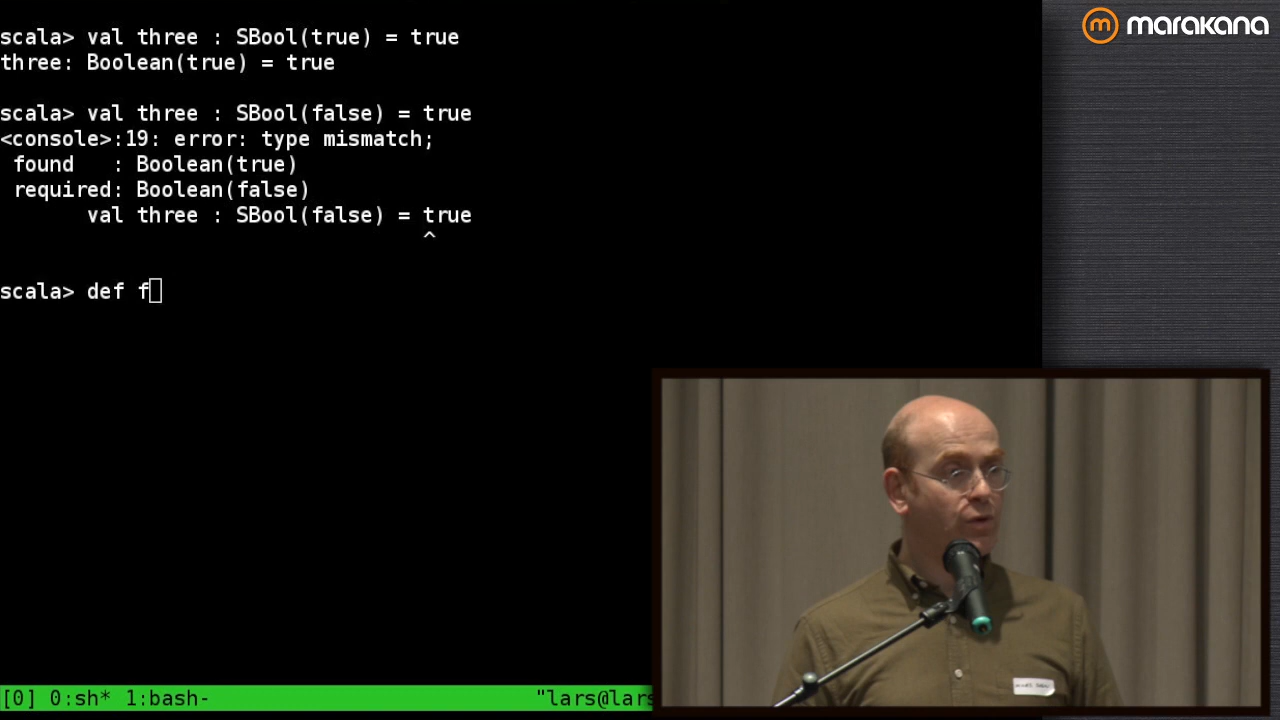 marakana
scala> val three : SBool(true) = true
three: Boolean(true) = true
scala> val three : SBool(false) = true
<console>:19: error: type mismatch;
found : Boolean(true)
required: Boolean(false)
val three : SBool(false) = true
^
scala> def f
[0] 0:sh* 1:bash- "lars@lars